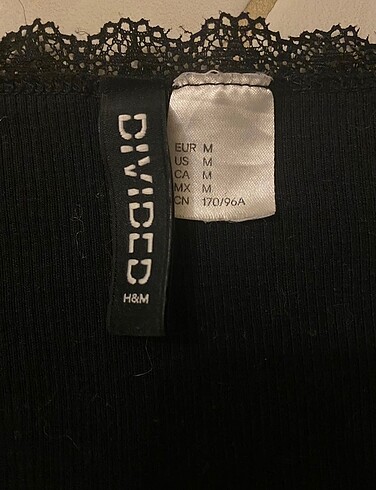 DIVIDED
H&M
EUR M
US M
CA M
MX M
CN 170/96A